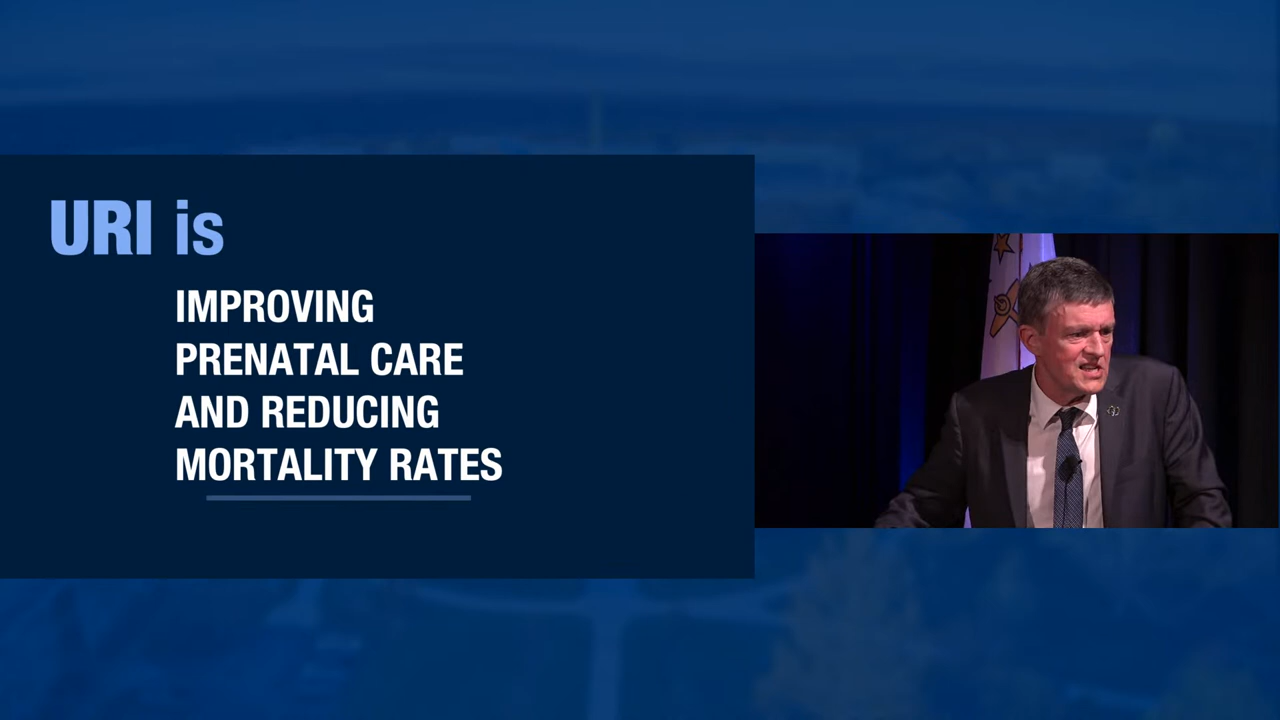 URI is
IMPROVING
PRENATAL CARE
AND REDUCING
MORTALITY RATES